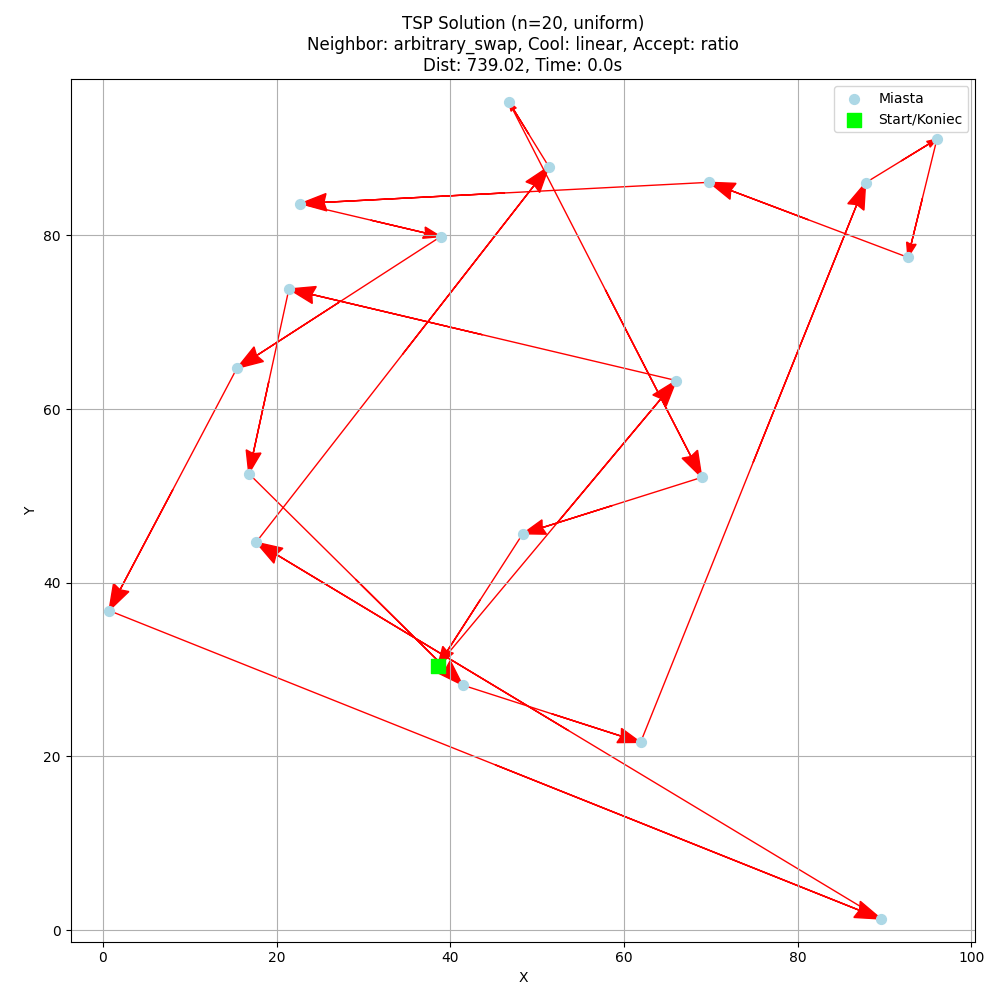 TSP Solution (n=20, uniform)
Neighbor: arbitrary_swap, Cool: linear, Accept: ratio
Dist: 739.02, Time: 0.0s
Miasta
Start/Koniec
80
60
40
20
0
Y
0 20 40 60 80 100
X